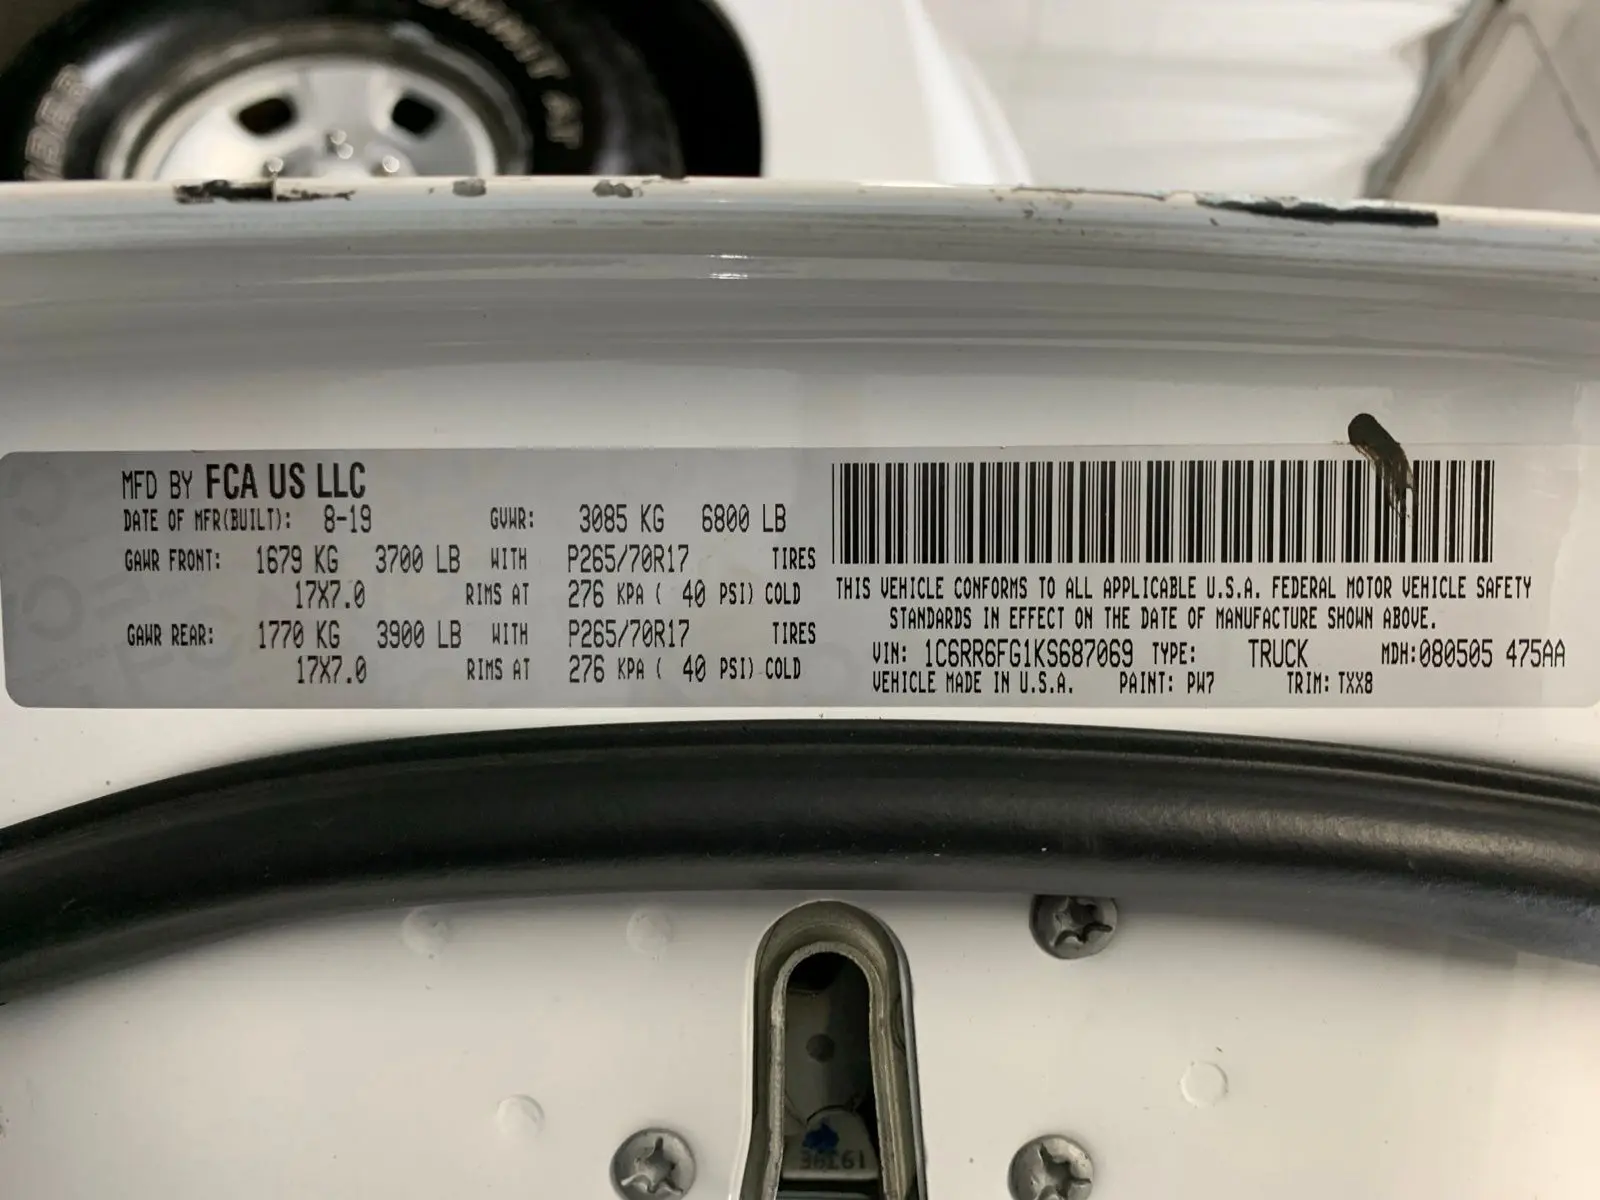 SUMMIT AT
MFD BY FCA US LLC
DATE OF MFR(BUILT): 8-19 GVWR: 3085 KG 6800 LB
GAWR FRONT: 1679 KG 3700 LB WITH P265/70R17 TIRES
17X7.0 RIMS AT 276 KPA ( 40 PSI) COLD
GAWR REAR: 1770 KG 3900 LB WITH P265/70R17 TIRES
17X7.0 RIMS AT 276 KPA ( 40 PSI) COLD
THIS VEHICLE CONFORMS TO ALL APPLICABLE U.S.A. FEDERAL MOTOR VEHICLE SAFETY
STANDARDS IN EFFECT ON THE DATE OF MANUFACTURE SHOWN ABOVE.
VIN: 1C6RR6FG1KS687069 TYPE: TRUCK MDH:080505 475AA
VEHICLE MADE IN U.S.A. PAINT: PW7 TRIM: TXX8